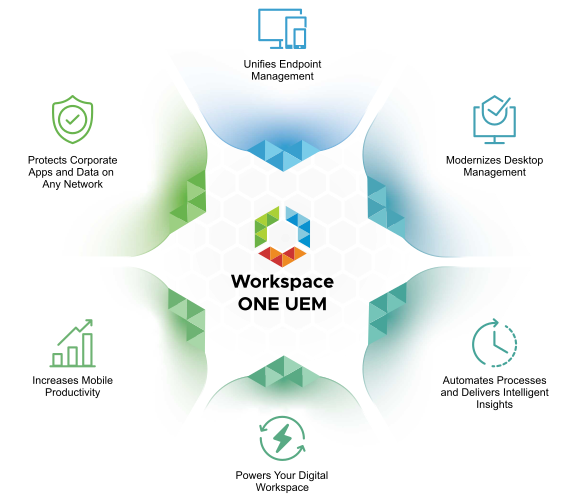 Unifies Endpoint
Management
Protects Corporate
Apps and Data on
Any Network
Modernizes Desktop
Management
Workspace
ONE UEM
Increases Mobile
Productivity
Automates Processes
and Delivers Intelligent
Insights
Powers Your Digital
Workspace